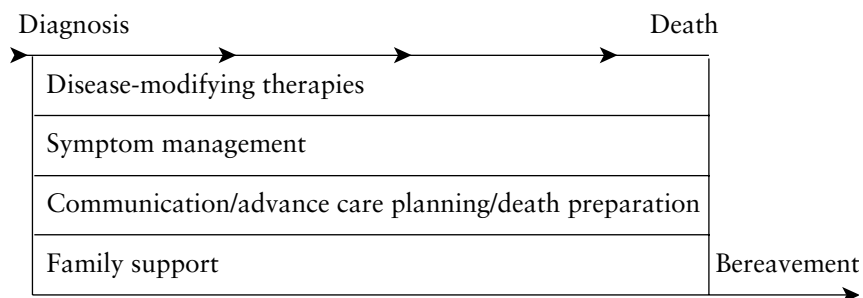 Diagnosis Death
Disease-modifying therapies
Symptom management
Communication/advance care planning/death preparation
Family support Bereavement